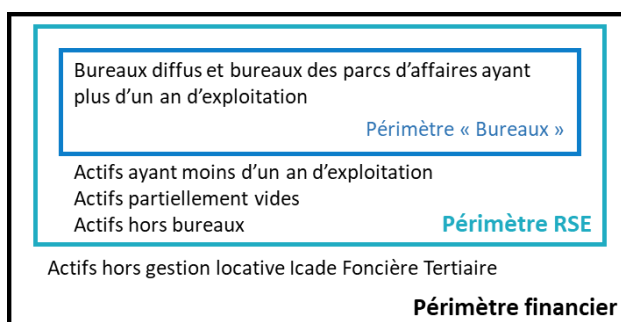 Bureaux diffus et bureaux des parcs d'affaires ayant
plus d'un an d'exploitation
Périmètre « Bureaux »
Actifs ayant moins d'un an d'exploitation
Actifs partiellement vides
Actifs hors bureaux
Périmètre RSE
Actifs hors gestion locative Icade Foncière Tertiaire
Périmètre financier